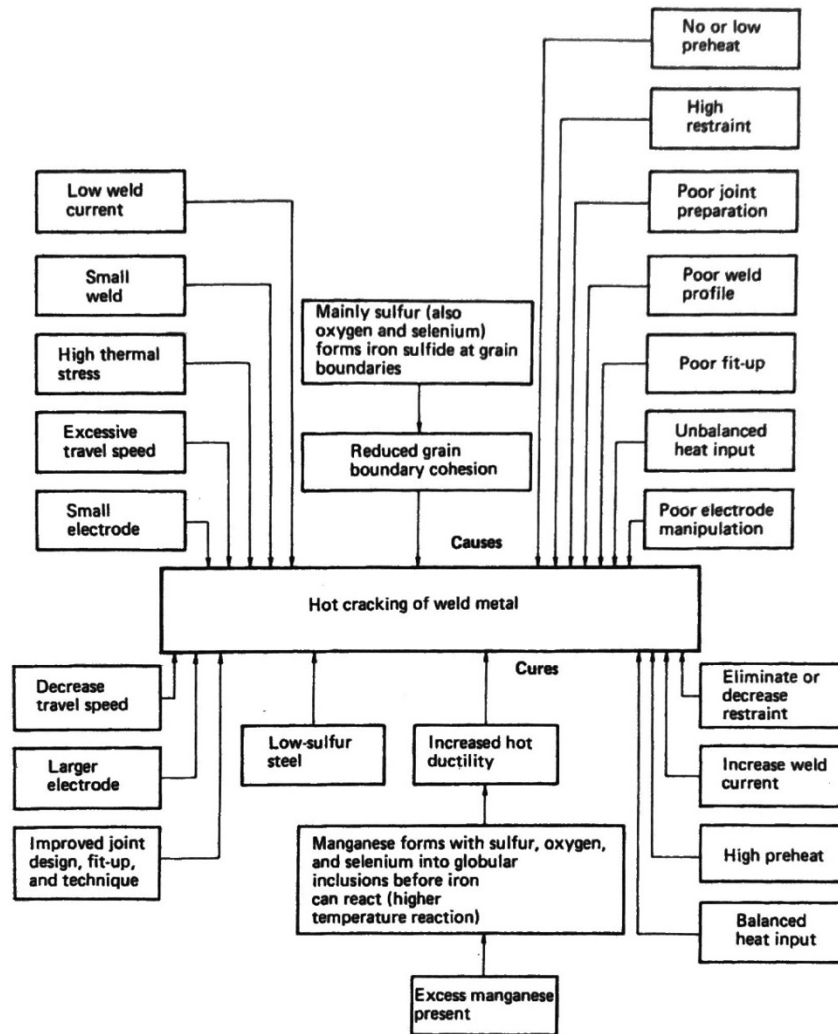 No or low
preheat
High
restraint
Low weld
current
Poor joint
preparation
Small
weld
Poor weld
profile
Mainly sulfur (also
oxygen and selenium)
forms iron sulfide at grain
boundaries
High thermal
stress
Poor fit-up
Excessive
travel speed
Reduced grain
boundary cohesion
Unbalanced
heat input
Small
electrode
Poor electrode
manipulation
Causes
Hot cracking of weld metal
Cures
Decrease
travel speed
Low-sulfur
steel
Increased hot
ductility
Eliminate or
decrease
restraint
Larger
electrode
Increase weld
current
Improved joint
design, fit-up,
and technique
Manganese forms with sulfur, oxygen,
and selenium into globular
inclusions before iron
can react (higher
temperature reaction)
High preheat
Balanced
heat input
Excess manganese
present